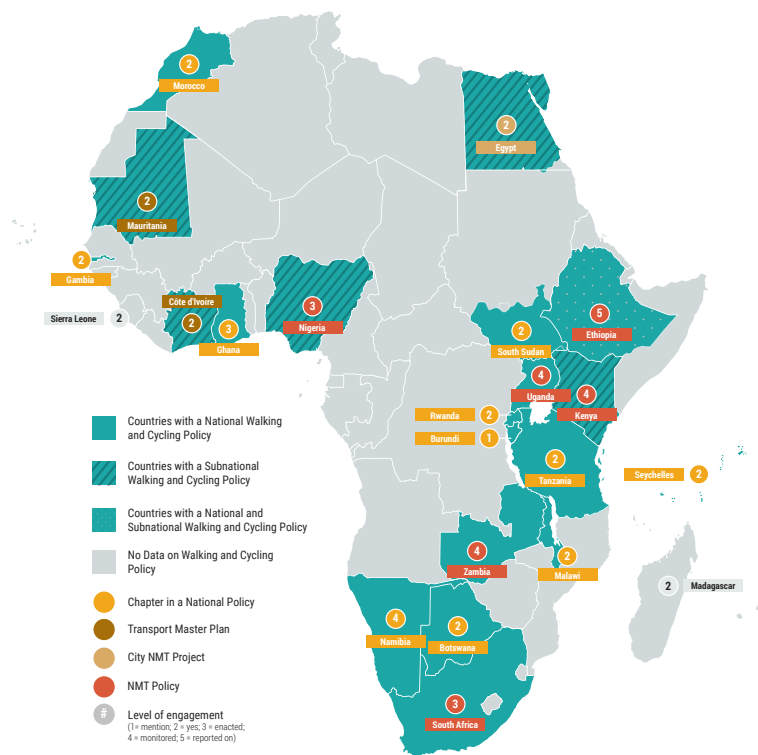 2
Morocco
2
Egypt
2
Mauritania
2
Gambia
Sierra Leone
2
Côte d'Ivoire
2
3
Ghana
3
Nigeria
5
Ethiopia
2
South Sudan
4
Uganda
4
Kenya
Rwanda
2
Burundi
1
2
Tanzania
Seychelles
2
4
Zambia
2
Malawi
2
Madagascar
4
Namibia
2
Botswana
3
South Africa
Countries with a National Walking
and Cycling Policy
Countries with a Subnational
Walking and Cycling Policy
Countries with a National and
Subnational Walking and Cycling Policy
No Data on Walking and Cycling
Policy
Chapter in a National Policy
Transport Master Plan
City NMT Project
NMT Policy
#
Level of engagement
(1= mention; 2 = yes; 3 = enacted;
4 = monitored; 5 = reported on)